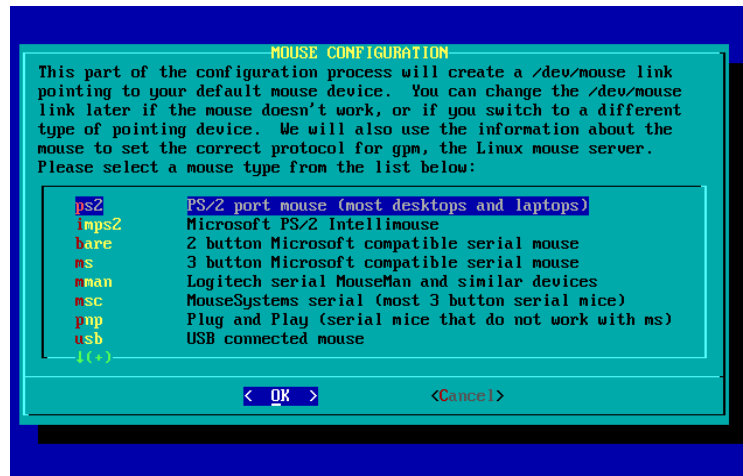 MOUSE CONFIGURATION
This part of the configuration process will create a /dev/mouse link
pointing to your default mouse device.  You can change the /dev/mouse
link later if the mouse doesn't work, or if you switch to a different
type of pointing device.  We will also use the information about the
mouse to set the correct protocol for gpm, the Linux mouse server.
Please select a mouse type from the list below:
ps2 PS/2 port mouse (most desktops and laptops)
imps2 Microsoft PS/2 Intellimouse
bare 2 button Microsoft compatible serial mouse
ms 3 button Microsoft compatible serial mouse
mman Logitech serial MouseMan and similar devices
msc MouseSystems serial (most 3 button serial mice)
pnp Plug and Play (serial mice that do not work with ms)
usb USB connected mouse
↓(+)
< OK > <Cancel>